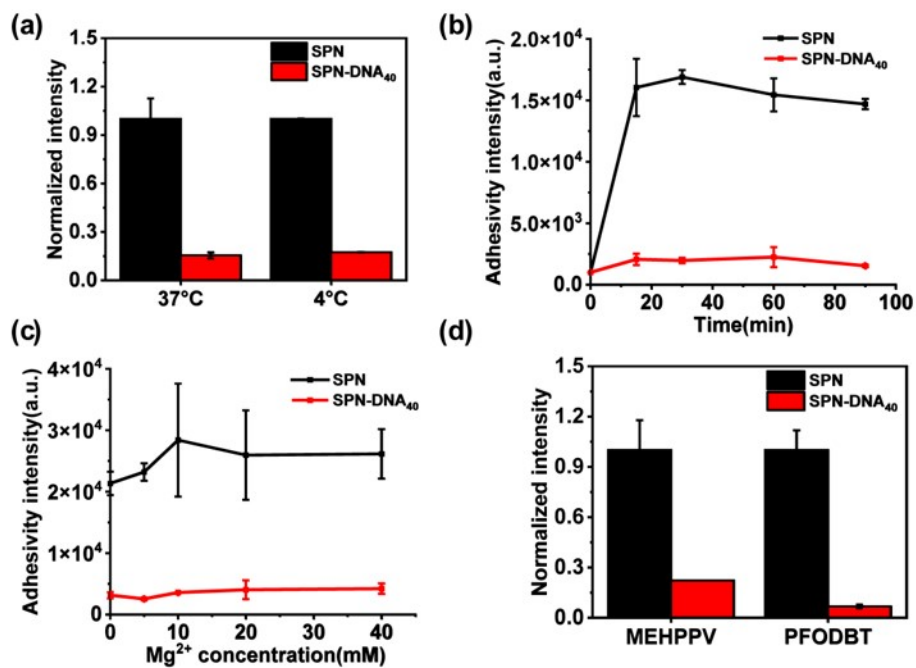 (a)
Normalized intensity
1.5
1.2
0.9
0.6
0.3
0.0
SPN
SPN-DNA₄₀
37°C
4°C
(b)
Adhesivity intensity(a.u.)
2.0×10⁴
1.5×10⁴
1.0×10⁴
5.0×10³
0.0
SPN
SPN-DNA₄₀
0
20
40
60
80
100
Time(min)
(c)
Adhesivity intensity(a.u.)
4×10⁴
3×10⁴
2×10⁴
1×10⁴
0
SPN
SPN-DNA₄₀
0
10
20
30
40
Mg²⁺ concentration(mM)
(d)
Normalized intensity
1.5
1.2
0.9
0.6
0.3
0.0
SPN
SPN-DNA₄₀
MEHPPV
PFODBT